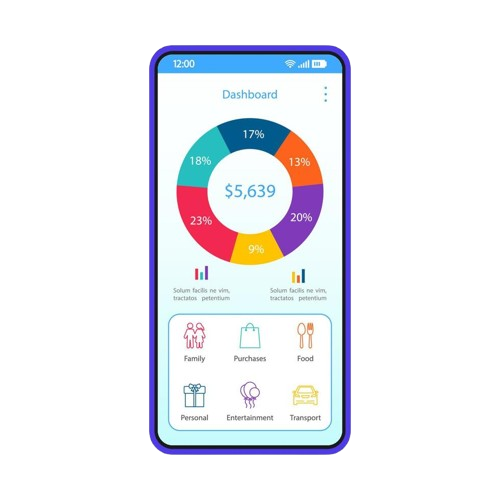 12:00
Dashboard
17%
18%
13%
$5,639
23%
20%
9%
Solum facilis ne vim,
tractatos petentium
Solum facilis ne vim,
tractatos petentium
Family
Purchases
Food
Personal
Entertainment
Transport